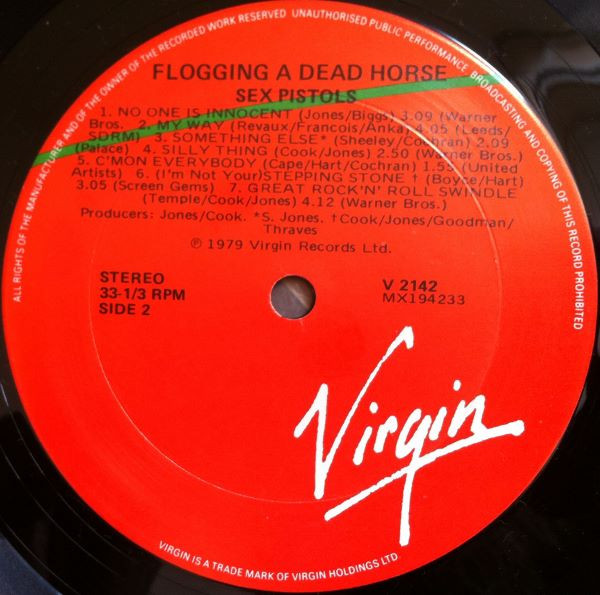 ALL RIGHTS OF THE MANUFACTURER AND OF THE OWNER OF THE RECORDED WORK RESERVED UNAUTHORISED PUBLIC PERFORMANCE BROADCASTING AND COPYING OF THIS RECORD PROHIBITED
FLOGGING A DEAD HORSE
SEX PISTOLS
1. NO ONE IS INNOCENT (Jones/Biggs) 3.09 (Warner
Bros. 2. MY WAY (Revaux/Francois/Anka) 4.05 (Leeds/
SDRM) 3. SOMETHING ELSE* (Sheeley/Cochran) 2.09
(Palace) 4. SILLY THING (Cook/Jones) 2.50 (Warner Bros.)
5. C'MON EVERYBODY (Cape/Hart/Cochran) 1.55 (United
Artists) 6. (I'm Not Your)STEPPING STONE † (Boyce/Hart)
3.05 (Screen Gems) 7. GREAT ROCK'N' ROLL SWINDLE
(Temple/Cook/Jones) 4.12 (Warner Bros.)
Producers: Jones/Cook. *S. Jones. †Cook/Jones/Goodman/
Thraves
℗ 1979 Virgin Records Ltd.
STEREO
33-1/3 RPM
SIDE 2
V 2142
MX194233
Virgin
VIRGIN IS A TRADE MARK OF VIRGIN HOLDINGS LTD.